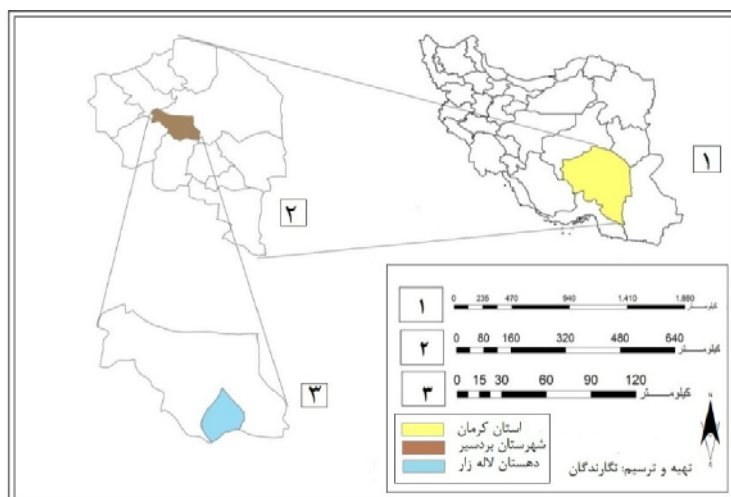 ۱
۲
۳
۱ 0 235 470 940 1,410 1,880 کیلومتر
۲ 0 80 160 320 480 640 کیلومتر
۳ 0 15 30 60 90 120 کیلومتر
استان کرمان
شهرستان بردسیر
دهستان لاله زار
تهیه و ترسیم: نگارندگان
N